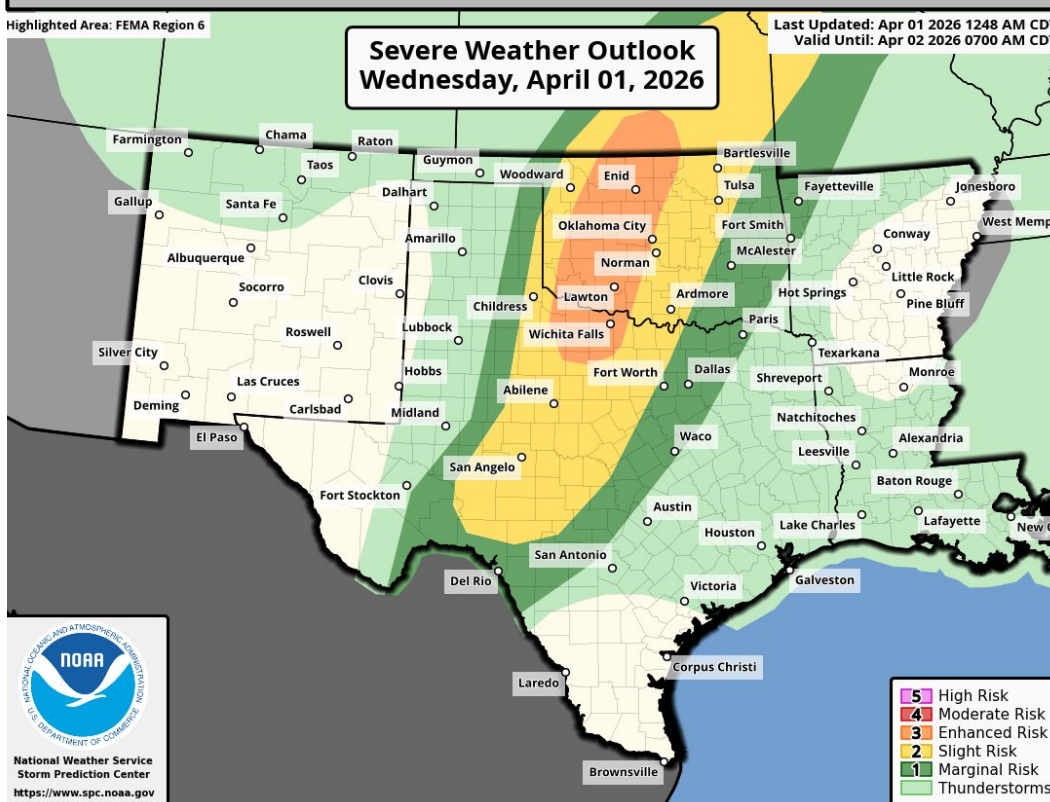 Highlighted Area: FEMA Region 6
Last Updated: Apr 01 2026 1248 AM CD
Valid Until: Apr 02 2026 0700 AM CD
Severe Weather Outlook
Wednesday, April 01, 2026
Farmington
Chama
Raton
Taos
Guymon
Woodward
Enid
Bartlesville
Tulsa
Fayetteville
Jonesboro
Dalhart
Gallup
Santa Fe
West Memp
Oklahoma City
Fort Smith
Conway
Amarillo
Albuquerque
Norman
McAlester
Little Rock
Socorro
Clovis
Childress
Lawton
Ardmore
Hot Springs
Pine Bluff
Roswell
Lubbock
Wichita Falls
Paris
Silver City
Texarkana
Las Cruces
Hobbs
Fort Worth
Dallas
Shreveport
Monroe
Deming
Carlsbad
Midland
Abilene
Natchitoches
El Paso
Waco
Alexandria
San Angelo
Leesville
Fort Stockton
Baton Rouge
Austin
Houston
Lake Charles
Lafayette
New
San Antonio
Del Rio
Victoria
Galveston
Corpus Christi
Laredo
Brownsville
NATIONAL OCEANIC AND ATMOSPHERIC ADMINISTRATION
NOAA
U.S. DEPARTMENT OF COMMERCE
National Weather Service
Storm Prediction Center
https://www.spc.noaa.gov
5 High Risk
4 Moderate Risk
3 Enhanced Risk
2 Slight Risk
1 Marginal Risk
Thunderstorms